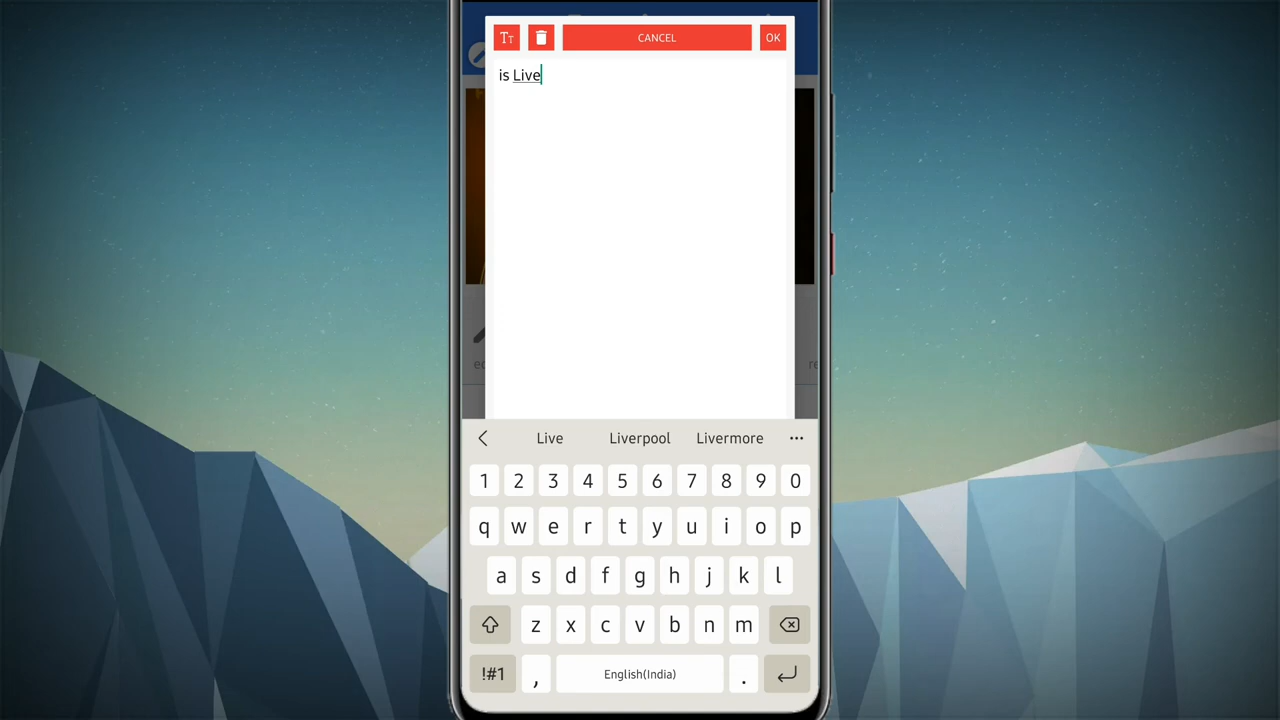 Tт
CANCEL
OK
is Live
Live Liverpool Livermore
1 2 3 4 5 6 7 8 9 0
q w e r t y u i o p
a s d f g h j k l
z x c v b n m
!#1 , English(India) .